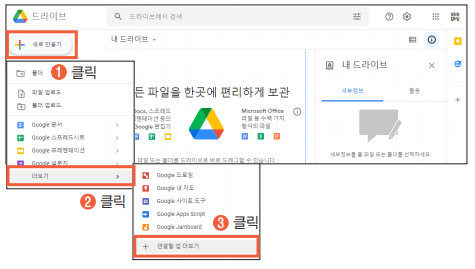 드라이브
드라이브에서 검색
새로 만들기
내 드라이브
❶ 클릭
폴더
파일 업로드
폴더 업로드
Google 문서
Google 스프레드시트
Google 프레젠테이션
Google 설문지
더보기
❷ 클릭
든 파일을 한곳에 편리하게 보관
Docs, 스프레드
Google 편집기
Microsoft Office
파일 등 수백 가지
형식의 파일
파일 또는 폴더를 드라이브로 바로 드래그할 수 있습니다
내 드라이브
세부정보
활동
세부정보를 볼 파일 또는 폴더를 선택하세요.
Google 드로잉
Google 내 지도
Google 사이트 도구
Google Apps Script
Google Jamboard
❸ 클릭
연결할 앱 더보기